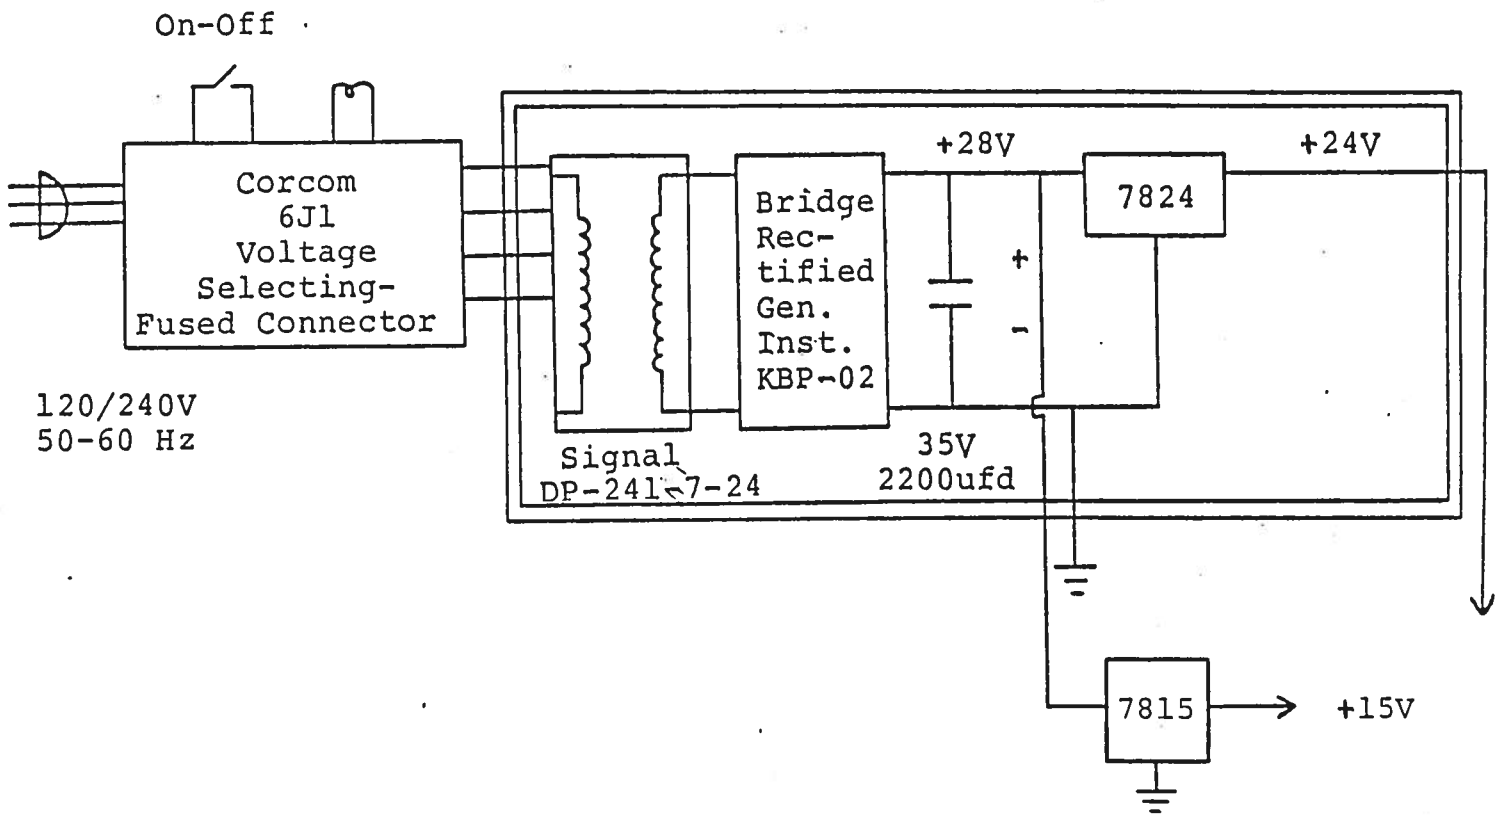 On-Off
Corcom
6J1
Voltage
Selecting-
Fused Connector
120/240V
50-60 Hz
Signal
DP-241-7-24
Bridge
Rec-
tified
Gen.
Inst.
KBP-02
+28V
+
-
35V
2200ufd
7824
+24V
7815
+15V